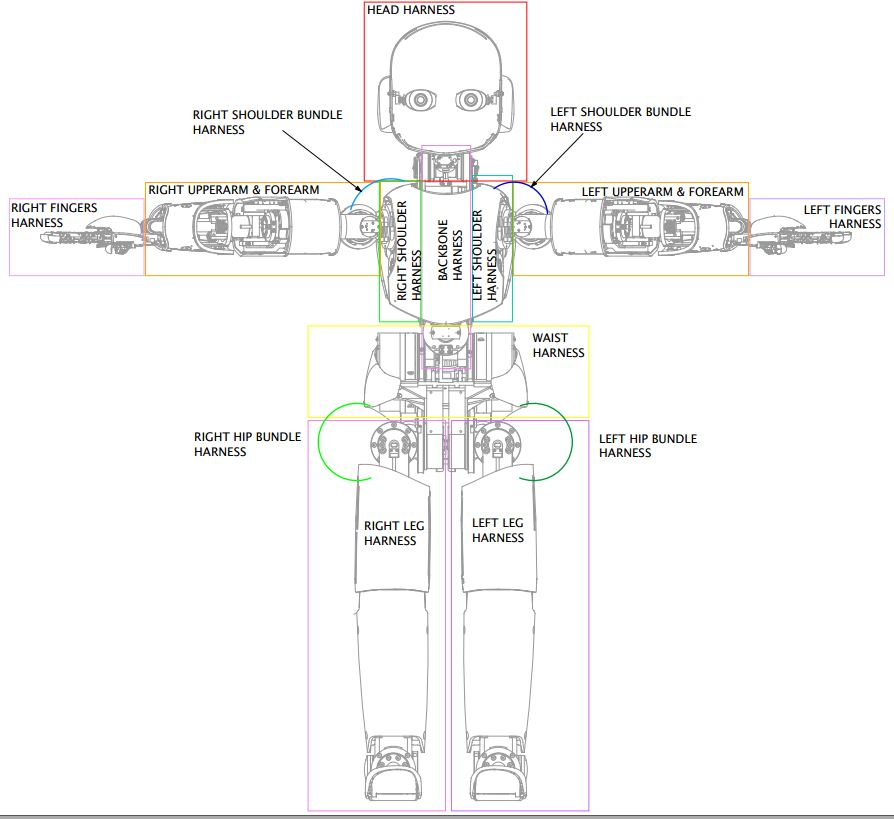 HEAD HARNESS
RIGHT SHOULDER BUNDLE
HARNESS
LEFT SHOULDER BUNDLE
HARNESS
RIGHT UPPERARM & FOREARM
LEFT UPPERARM & FOREARM
RIGHT FINGERS
HARNESS
LEFT FINGERS
HARNESS
RIGHT SHOULDER
HARNESS
BACKBONE
HARNESS
LEFT SHOULDER
HARNESS
WAIST
HARNESS
RIGHT HIP BUNDLE
HARNESS
LEFT HIP BUNDLE
HARNESS
RIGHT LEG
HARNESS
LEFT LEG
HARNESS